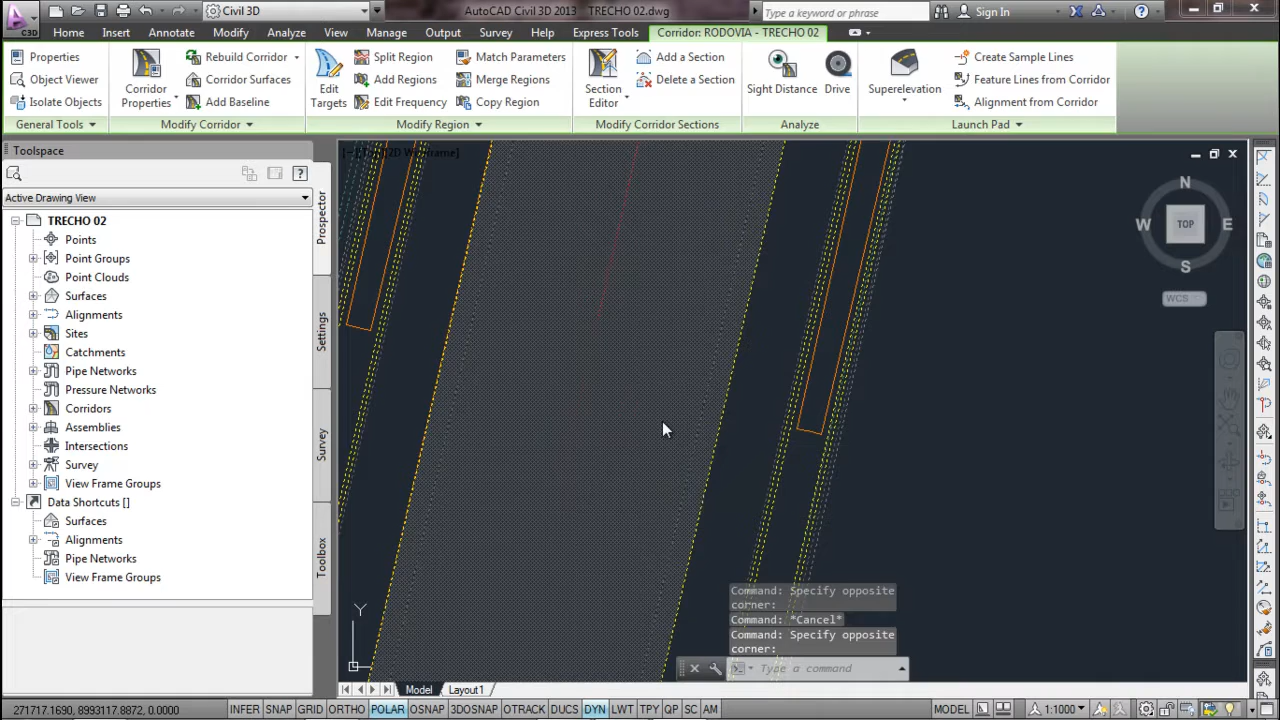 Civil 3D
AutoCAD Civil 3D 2013 TRECHO 02.dwg
Type a keyword or phrase
Sign In
C3D
Home Insert Annotate Modify Analyze View Manage Output Survey Help Express Tools Corridor: RODOVIA - TRECHO 02
Properties
Object Viewer
Isolate Objects
General Tools
Corridor Properties
Rebuild Corridor
Corridor Surfaces
Add Baseline
Modify Corridor
Edit Targets
Split Region
Add Regions
Edit Frequency
Match Parameters
Merge Regions
Copy Region
Modify Region
Section Editor
Add a Section
Delete a Section
Modify Corridor Sections
Sight Distance
Drive
Analyze
Superelevation
Create Sample Lines
Feature Lines from Corridor
Alignment from Corridor
Launch Pad
Toolspace
Active Drawing View
TRECHO 02
Points
Point Groups
Point Clouds
Surfaces
Alignments
Sites
Catchments
Pipe Networks
Pressure Networks
Corridors
Assemblies
Intersections
Survey
View Frame Groups
Data Shortcuts []
Surfaces
Alignments
Pipe Networks
View Frame Groups
Prospector
Settings
Survey
Toolbox
[–][Top][2D Wireframe]
N
W TOP E
S
WCS
Y
Command: Specify opposite
corner:
Command: *Cancel*
Command: Specify opposite
corner:
Type a command
Model Layout1
271717.1690, 8993117.8872, 0.0000 INFER SNAP GRID ORTHO POLAR OSNAP 3DOSNAP OTRACK DUCS DYN LWT TPY QP SC AM MODEL 1:1000